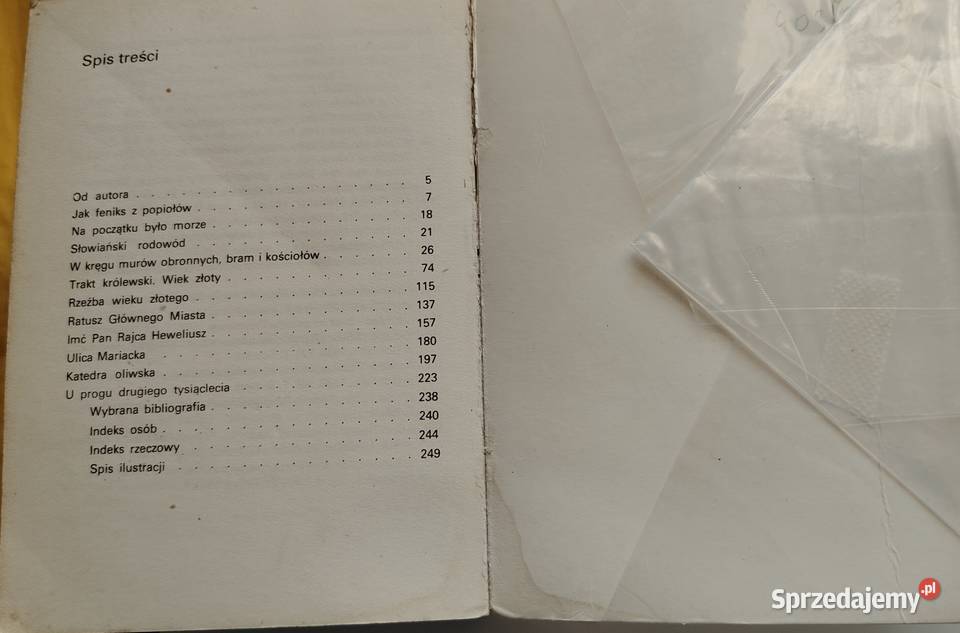 Spis treści
Od autora . . . . . . . . . . . . . . . . 5
Jak feniks z popiołów . . . . . . . . . . . . 7
Na początku było morze . . . . . . . . . . . 18
Słowiański rodowód . . . . . . . . . . . . 21
W kręgu murów obronnych, bram i kościołów . . . . . 26
Trakt królewski. Wiek złoty . . . . . . . . . . 74
Rzeźba wieku złotego . . . . . . . . . . . . 115
Ratusz Głównego Miasta . . . . . . . . . . . 137
Imć Pan Rajca Heweliusz . . . . . . . . . . . 157
Ulica Mariacka . . . . . . . . . . . . . . 180
Katedra oliwska . . . . . . . . . . . . . . 197
U progu drugiego tysiąclecia . . . . . . . . . . 223
Wybrana bibliografia . . . . . . . . . . . . 238
Indeks osób . . . . . . . . . . . . . . 240
Indeks rzeczowy . . . . . . . . . . . . . 244
Spis ilustracji . . . . . . . . . . . . . . 249
Sprzedajemy.pl